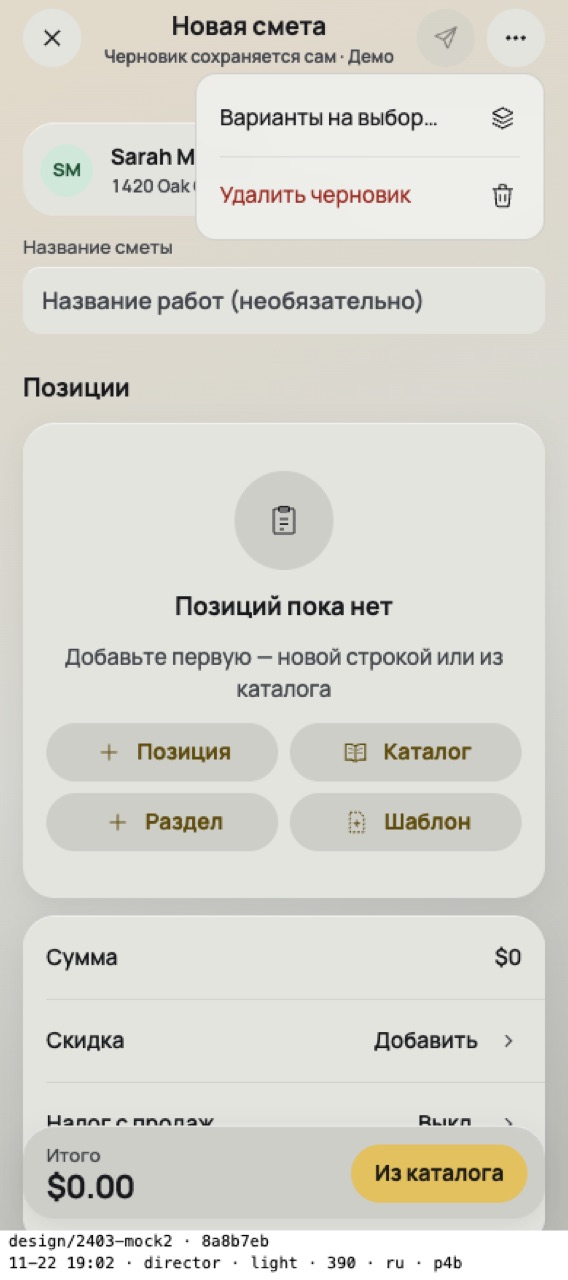 Новая смета
Черновик сохраняется сам · Демо
Варианты на выбор…
Удалить черновик
SM
Sarah M
1420 Oak
Название сметы
Название работ (необязательно)
Позиции
Позиций пока нет
Добавьте первую — новой строкой или из
каталога
Позиция
Каталог
Раздел
Шаблон
Сумма
$0
Скидка
Добавить
Налог с продаж
Выкл
Итого
$0.00
Из каталога
design/2403-mock2 · 8a8b7eb
11-22 19:02 · director · light · 390 · ru · p4b